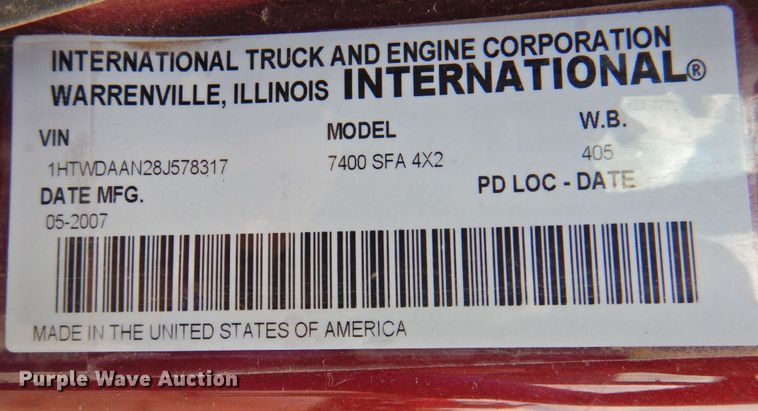 INTERNATIONAL TRUCK AND ENGINE CORPORATION
WARRENVILLE, ILLINOIS INTERNATIONAL®
VIN MODEL W.B.
1HTWDAAN28J578317 7400 SFA 4X2 405
DATE MFG. PD LOC - DATE
05-2007
MADE IN THE UNITED STATES OF AMERICA
Purple Wave Auction